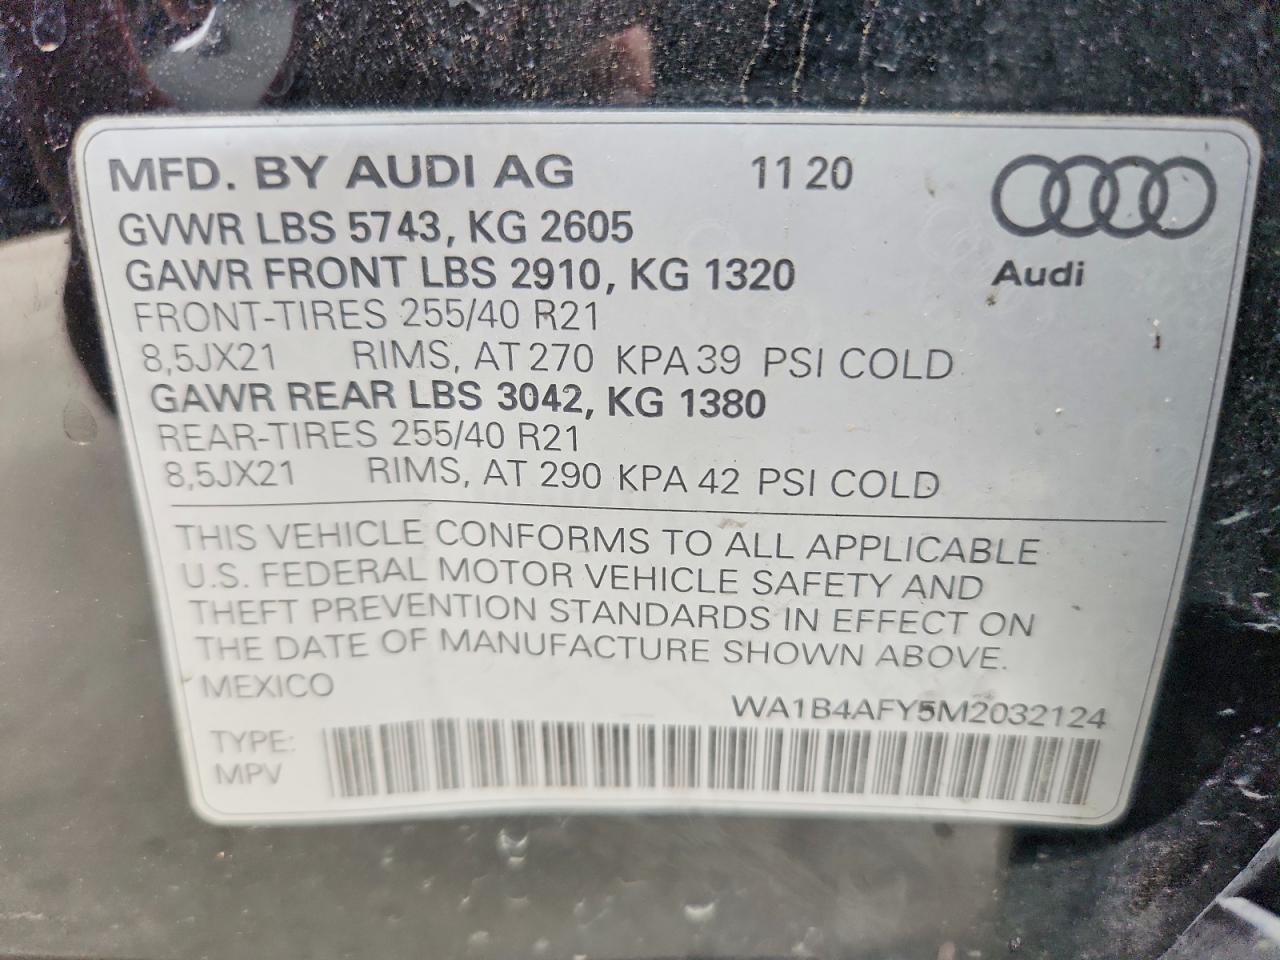 MFD. BY AUDI AG 11 20
GVWR LBS 5743, KG 2605
GAWR FRONT LBS 2910, KG 1320
Audi
FRONT-TIRES 255/40 R21
8,5JX21 RIMS, AT 270 KPA 39 PSI COLD
GAWR REAR LBS 3042, KG 1380
REAR-TIRES 255/40 R21
8,5JX21 RIMS, AT 290 KPA 42 PSI COLD
THIS VEHICLE CONFORMS TO ALL APPLICABLE
U.S. FEDERAL MOTOR VEHICLE SAFETY AND
THEFT PREVENTION STANDARDS IN EFFECT ON
THE DATE OF MANUFACTURE SHOWN ABOVE.
MEXICO
WA1B4AFY5M2032124
TYPE:
MPV